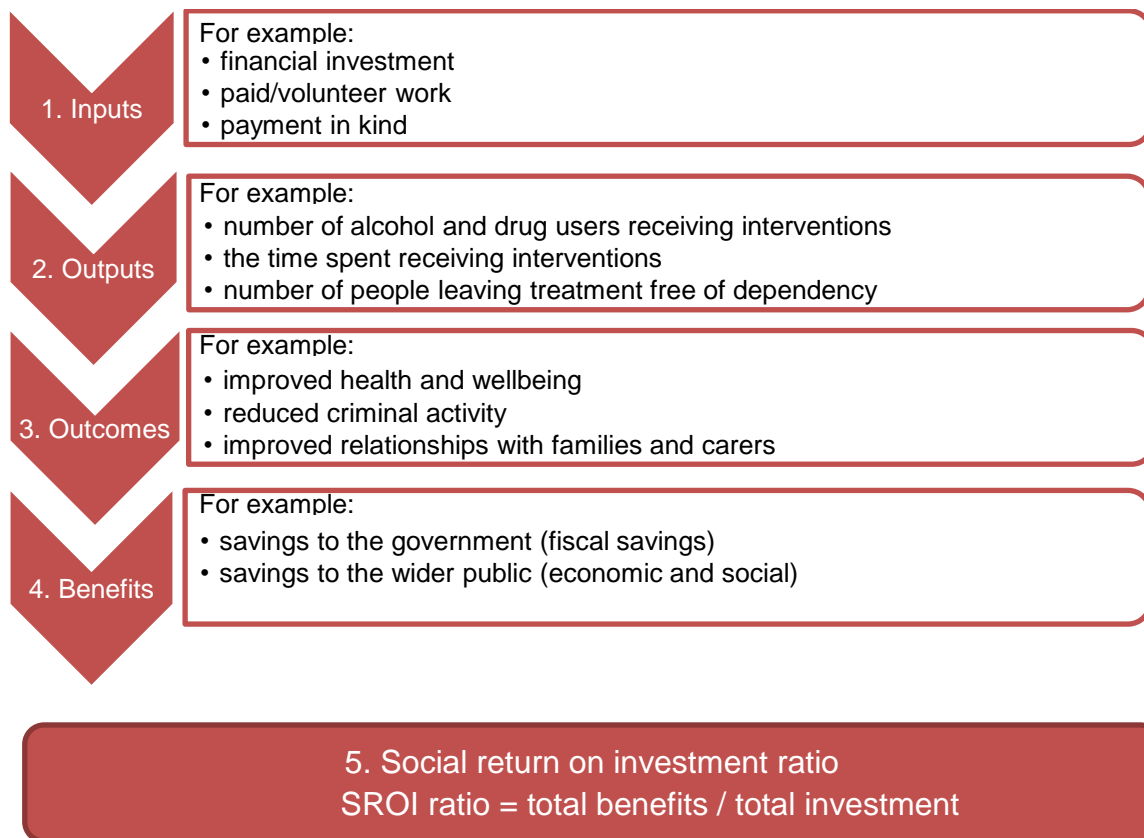 1. Inputs
For example:
• financial investment
• paid/volunteer work
• payment in kind
2. Outputs
For example:
• number of alcohol and drug users receiving interventions
• the time spent receiving interventions
• number of people leaving treatment free of dependency
3. Outcomes
For example:
• improved health and wellbeing
• reduced criminal activity
• improved relationships with families and carers
4. Benefits
For example:
• savings to the government (fiscal savings)
• savings to the wider public (economic and social)
5. Social return on investment ratio
SROI ratio = total benefits / total investment